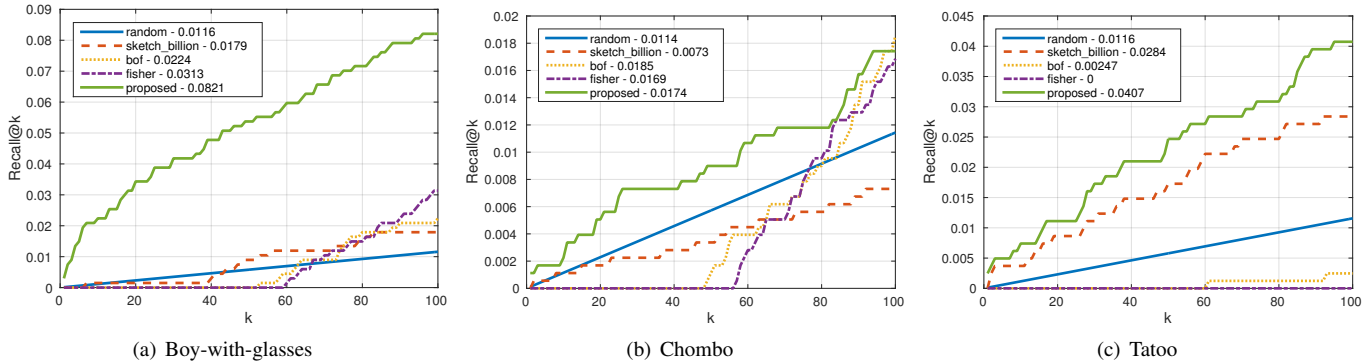 0.09
0.08
0.07
0.06
0.05
0.04
0.03
0.02
0.01
0
Recall@k
random - 0.0116
sketch_billion - 0.0179
bof - 0.0224
fisher - 0.0313
proposed - 0.0821
0 20 40 60 80 100
k
(a) Boy-with-glasses
0.02
0.018
0.016
0.014
0.012
0.01
0.008
0.006
0.004
0.002
0
Recall@k
random - 0.0114
sketch_billion - 0.0073
bof - 0.0185
fisher - 0.0169
proposed - 0.0174
0 20 40 60 80 100
k
(b) Chombo
0.045
0.04
0.035
0.03
0.025
0.02
0.015
0.01
0.005
0
Recall@k
random - 0.0116
sketch_billion - 0.0284
bof - 0.00247
fisher - 0
proposed - 0.0407
0 20 40 60 80 100
k
(c) Tatoo